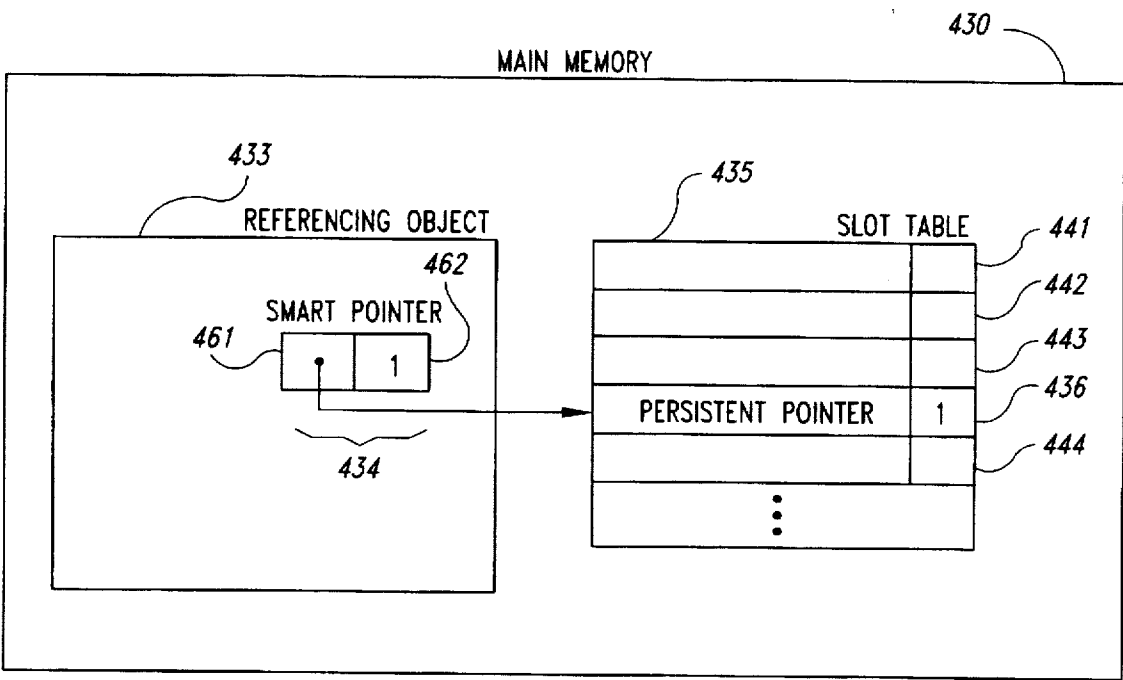 430
MAIN MEMORY
433
435
REFERENCING OBJECT
SLOT TABLE
441
462
442
SMART POINTER
461
1
443
PERSISTENT POINTER 1
436
434
444